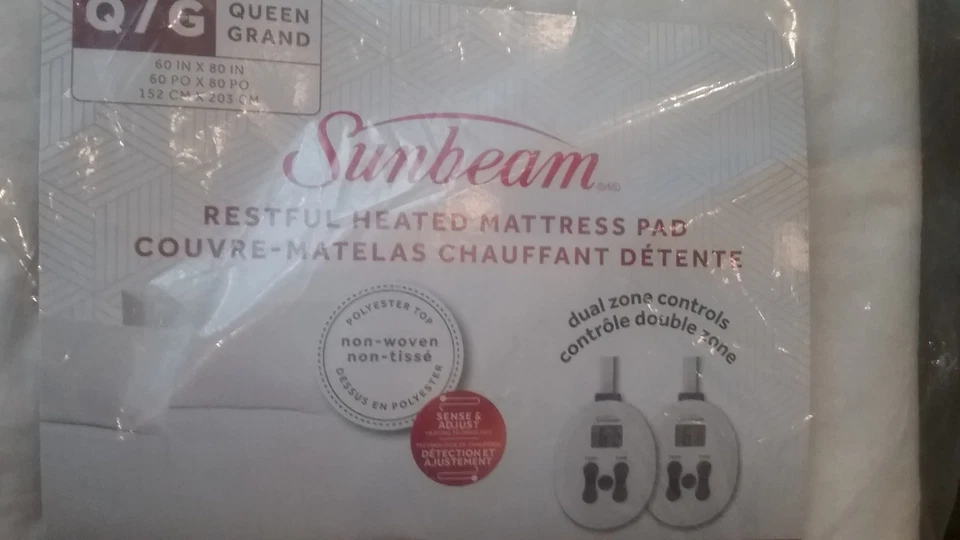 Q/G
QUEEN
GRAND
60 IN X 80 IN
60 PO X 80 PO
152 CM X 203 CM
Sunbeam
®/MD
RESTFUL HEATED MATTRESS PAD
COUVRE-MATELAS CHAUFFANT DÉTENTE
POLYESTER TOP
non-woven
non-tissé
DESSUS EN POLYESTER
SENSE &
ADJUST
DÉTECTION ET
AJUSTEMENT
dual zone controls
contrôle double zone